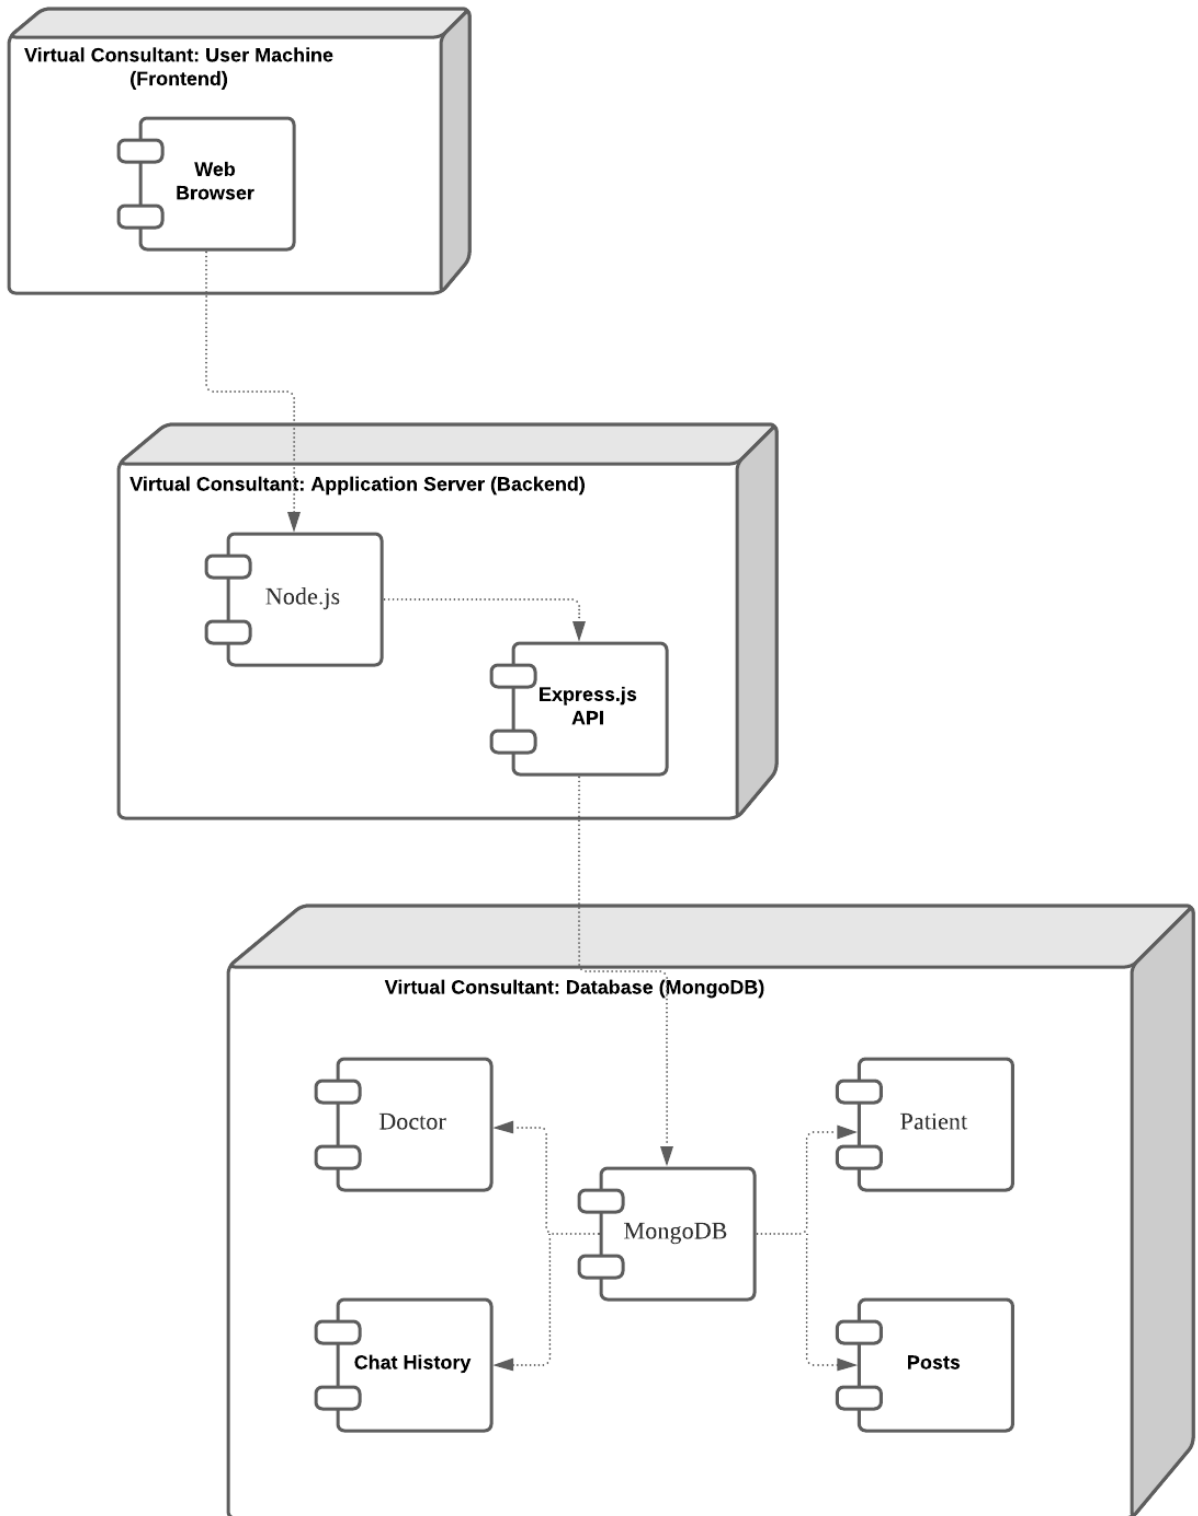 Virtual Consultant: User Machine
(Frontend)
Web
Browser
Virtual Consultant: Application Server (Backend)
Node.js
Express.js
API
Virtual Consultant: Database (MongoDB)
Doctor
Patient
MongoDB
Chat History
Posts